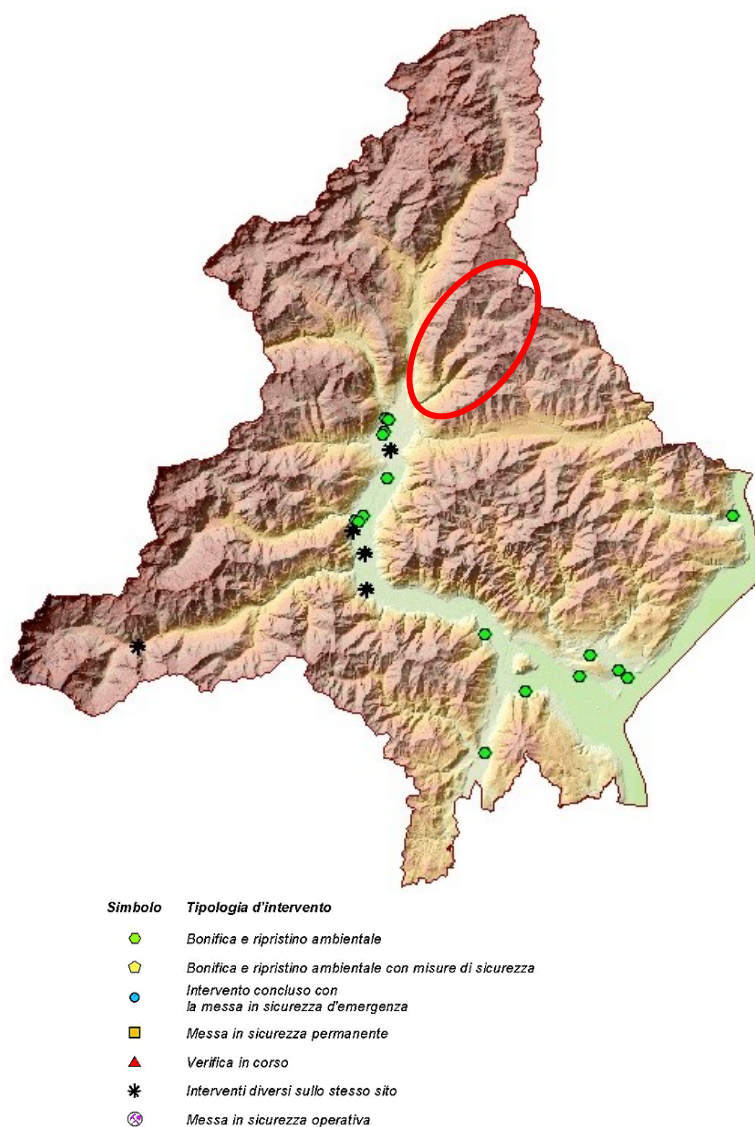 Simbolo Tipologia d'intervento
Bonifica e ripristino ambientale
Bonifica e ripristino ambientale con misure di sicurezza
Intervento concluso con
la messa in sicurezza d'emergenza
Messa in sicurezza permanente
Verifica in corso
Interventi diversi sullo stesso sito
Messa in sicurezza operativa